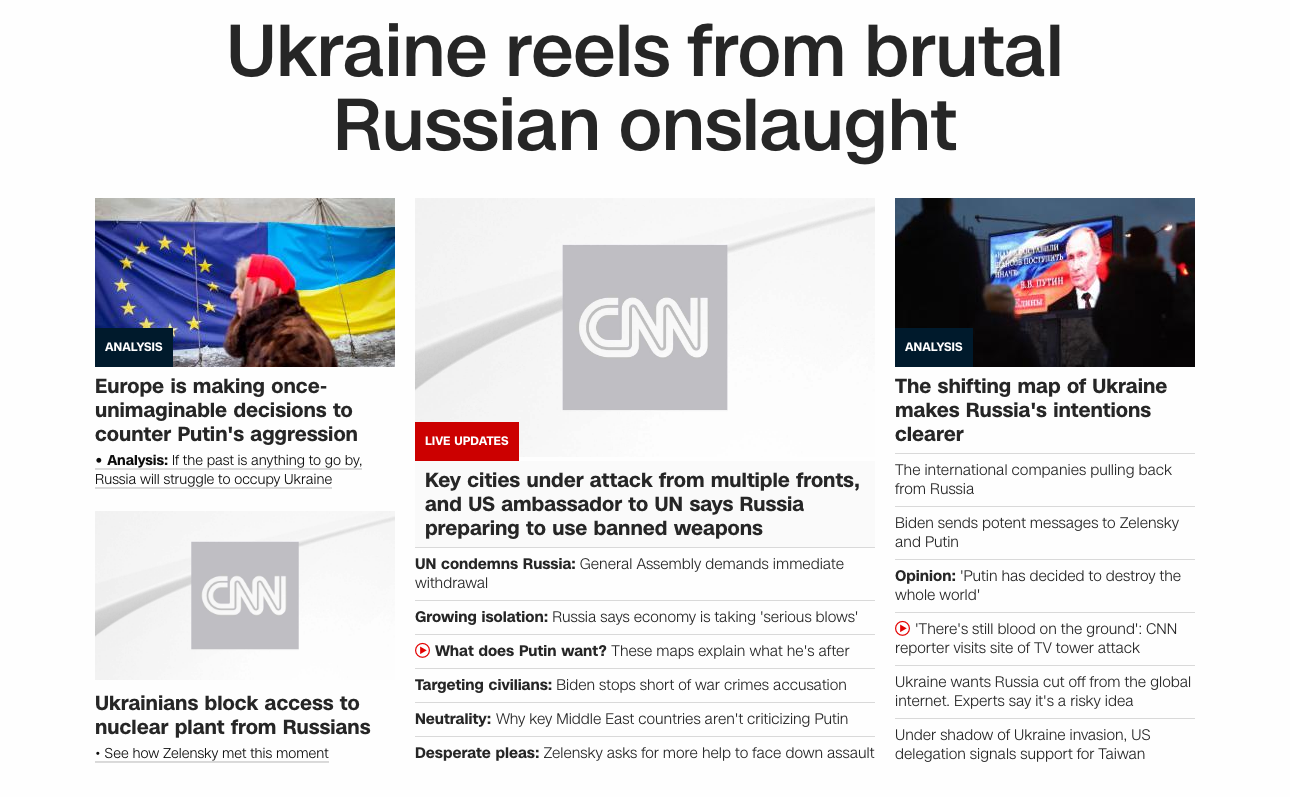 Ukraine reels from brutal
Russian onslaught
ANALYSIS
Europe is making once-
unimaginable decisions to
counter Putin's aggression
• Analysis: If the past is anything to go by,
Russia will struggle to occupy Ukraine
CNN
Ukrainians block access to
nuclear plant from Russians
• See how Zelensky met this moment
CNN
LIVE UPDATES
Key cities under attack from multiple fronts,
and US ambassador to UN says Russia
preparing to use banned weapons
UN condemns Russia: General Assembly demands immediate
withdrawal
Growing isolation: Russia says economy is taking 'serious blows'
What does Putin want? These maps explain what he's after
Targeting civilians: Biden stops short of war crimes accusation
Neutrality: Why key Middle East countries aren't criticizing Putin
Desperate pleas: Zelensky asks for more help to face down assault
ПОСТУПИТЬ
ИНАЧЕ»
В.В. ПУТИН
ANALYSIS
The shifting map of Ukraine
makes Russia's intentions
clearer
The international companies pulling back
from Russia
Biden sends potent messages to Zelensky
and Putin
Opinion: 'Putin has decided to destroy the
whole world'
'There's still blood on the ground': CNN
reporter visits site of TV tower attack
Ukraine wants Russia cut off from the global
internet. Experts say it's a risky idea
Under shadow of Ukraine invasion, US
delegation signals support for Taiwan